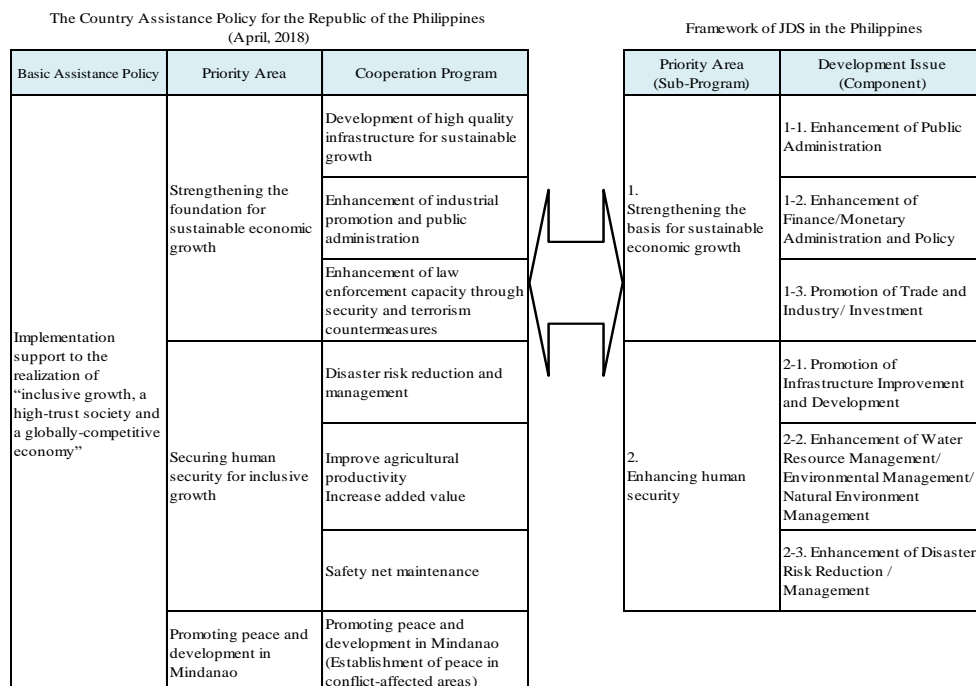 The Country Assistance Policy for the Republic of the Philippines
(April, 2018)
Basic Assistance Policy
Priority Area
Cooperation Program
Implementation
support to the
realization of
“inclusive growth, a
high-trust society and
a globally-competitive
economy”
Strengthening the
foundation for
sustainable economic
growth
Development of high quality
infrastructure for sustainable
growth
Enhancement of industrial
promotion and public
administration
Enhancement of law
enforcement capacity through
security and terrorism
countermeasures
Securing human
security for inclusive
growth
Disaster risk reduction and
management
Improve agricultural
productivity
Increase added value
Safety net maintenance
Promoting peace and
development in
Mindanao
Promoting peace and
development in Mindanao
(Establishment of peace in
conflict-affected areas)
Framework of JDS in the Philippines
Priority Area
(Sub-Program)
Development Issue
(Component)
1.
Strengthening the
basis for sustainable
economic growth
1-1. Enhancement of Public
Administration
1-2. Enhancement of
Finance/Monetary
Administration and Policy
1-3. Promotion of Trade and
Industry/ Investment
2.
Enhancing human
security
2-1. Promotion of
Infrastructure Improvement
and Development
2-2. Enhancement of Water
Resource Management/
Environmental Management/
Natural Environment
Management
2-3. Enhancement of Disaster
Risk Reduction /
Management